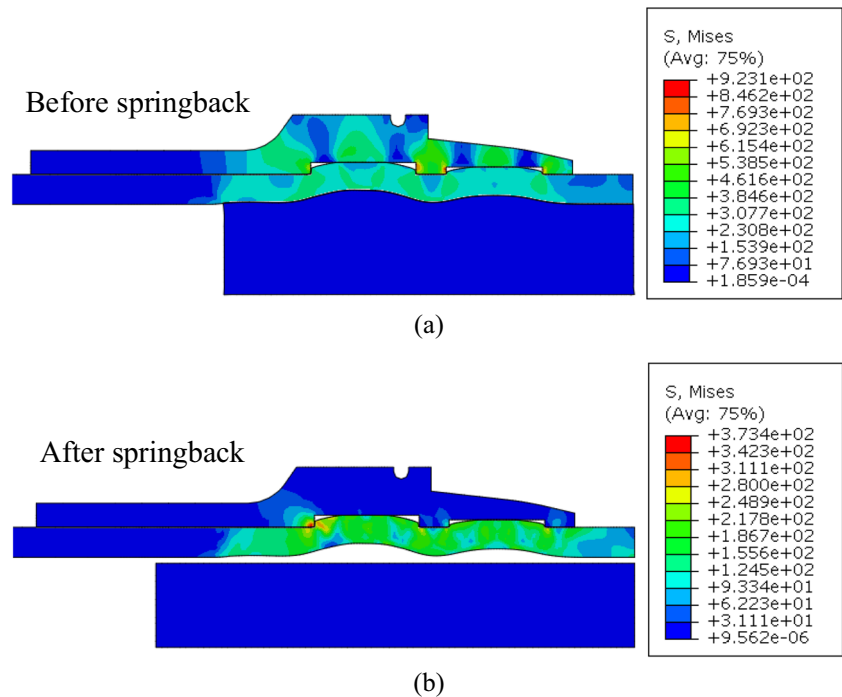 S, Mises
(Avg: 75%)
+9.231e+02
+8.462e+02
+7.693e+02
+6.923e+02
+6.154e+02
+5.385e+02
+4.616e+02
+3.846e+02
+3.077e+02
+2.308e+02
+1.539e+02
+7.693e+01
+1.859e-04
Before springback
(a)
S, Mises
(Avg: 75%)
+3.734e+02
+3.423e+02
+3.111e+02
+2.800e+02
+2.489e+02
+2.178e+02
+1.867e+02
+1.556e+02
+1.245e+02
+9.334e+01
+6.223e+01
+3.111e+01
+9.562e-06
After springback
(b)